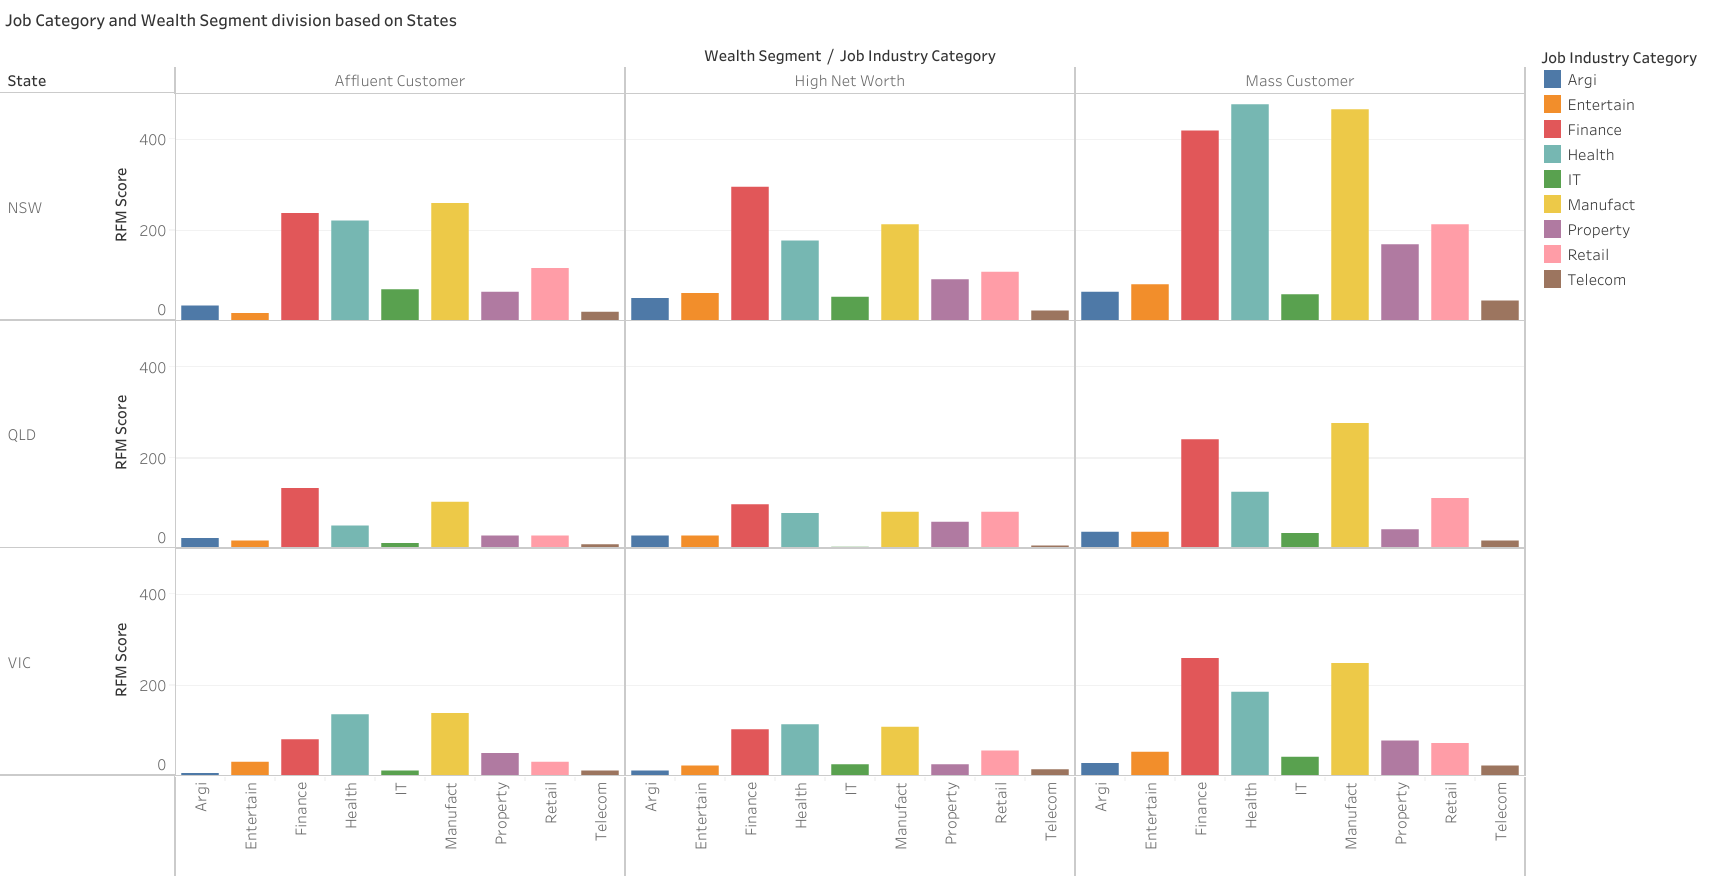 Job Category and Wealth Segment division based on States
Wealth Segment / Job Industry Category
State
Affluent Customer
High Net Worth
Mass Customer
NSW
RFM Score
400
200
0
QLD
RFM Score
400
200
0
VIC
RFM Score
400
200
0
Argi
Entertain
Finance
Health
IT
Manufact
Property
Retail
Telecom
Argi
Entertain
Finance
Health
IT
Manufact
Property
Retail
Telecom
Argi
Entertain
Finance
Health
IT
Manufact
Property
Retail
Telecom
Job Industry Category
Argi
Entertain
Finance
Health
IT
Manufact
Property
Retail
Telecom